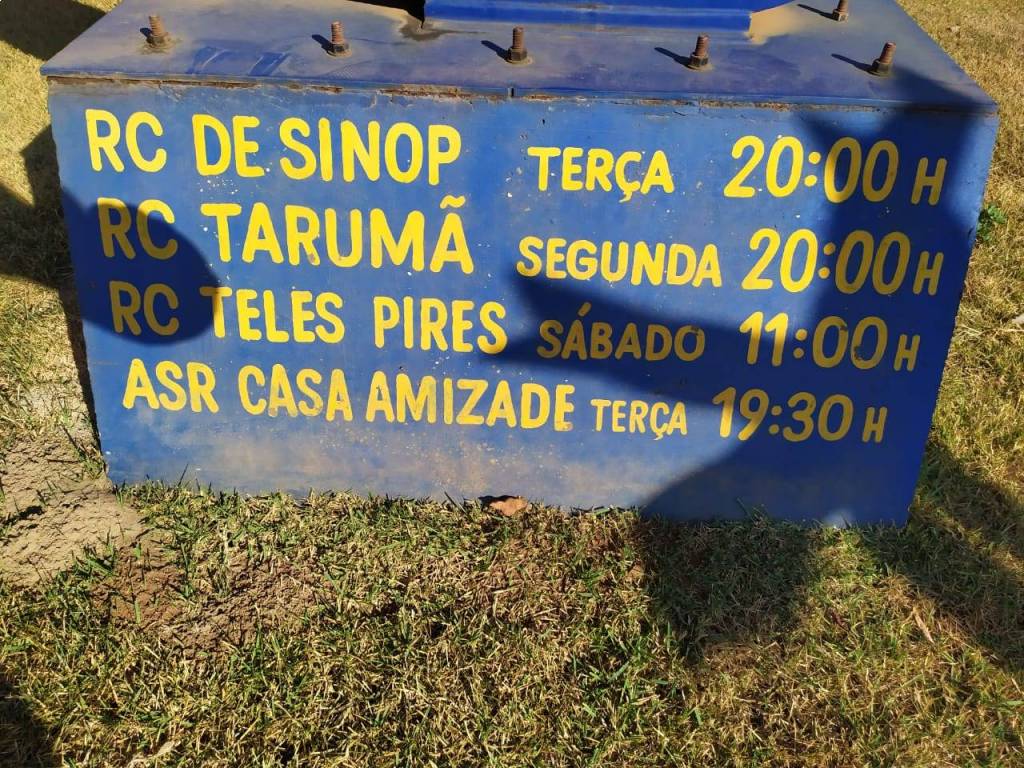 RC DE SINOP TERÇA 20:00 H
RC TARUMÃ SEGUNDA 20:00 H
RC TELES PIRES SÁBADO 11:00 H
ASR CASA AMIZADE TERÇA 19:30 H